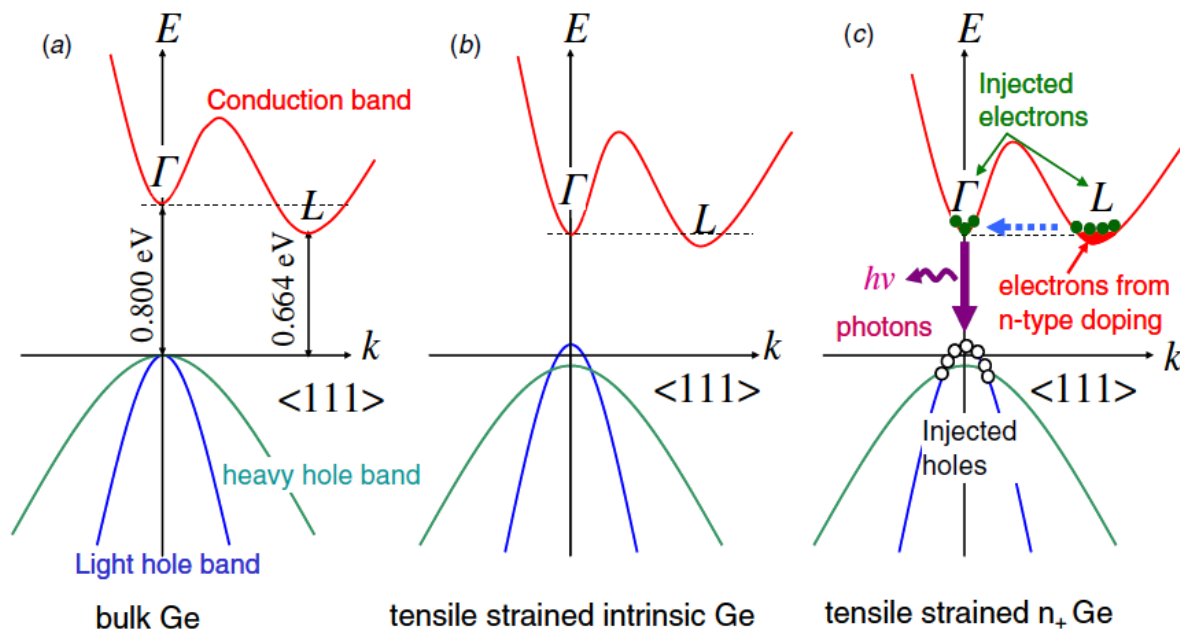 (a)
E
Conduction band
Γ
L
0.800 eV
0.664 eV
k
<111>
heavy hole band
Light hole band
bulk Ge
(b)
E
Γ
L
k
<111>
tensile strained intrinsic Ge
(c)
E
Injected
electrons
Γ
L
hν
photons
electrons from
n-type doping
k
<111>
Injected
holes
tensile strained n+ Ge